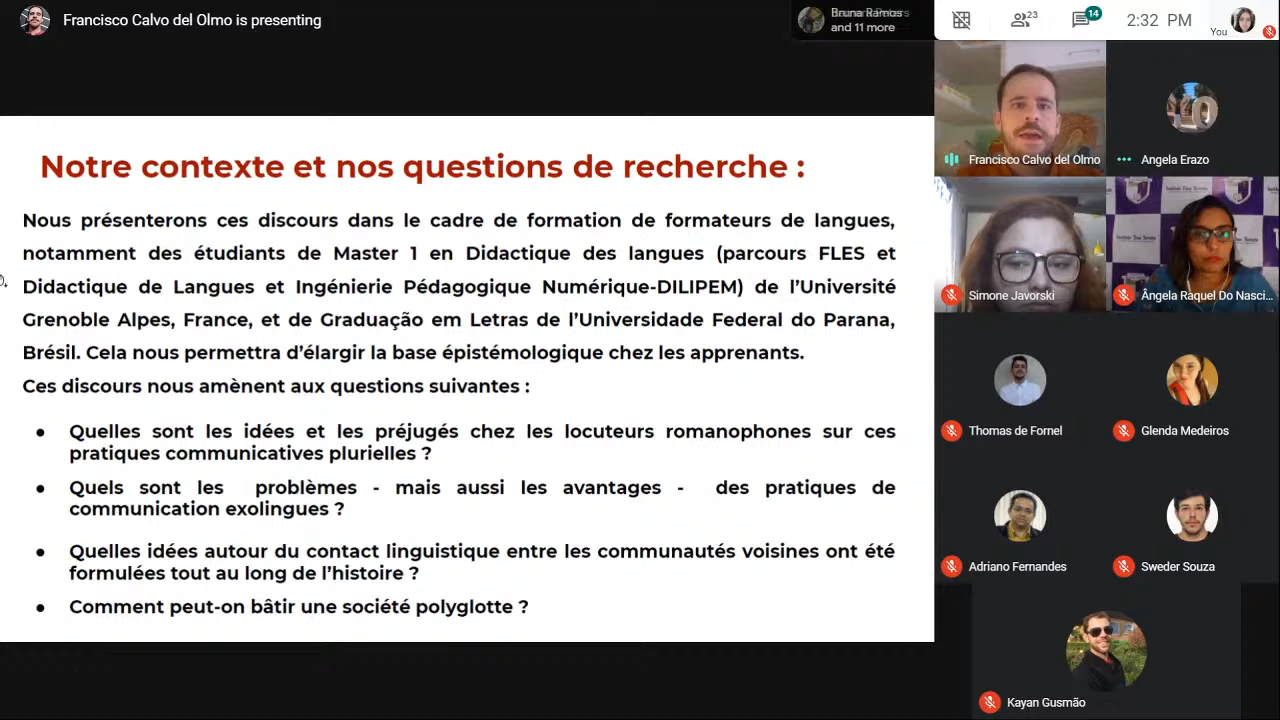 Francisco Calvo del Olmo is presenting
Bruna Ramos
and 11 more
23
14
2:32 PM
You
Notre contexte et nos questions de recherche :
Nous présenterons ces discours dans le cadre de formation de formateurs de langues,
notamment des étudiants de Master 1 en Didactique des langues (parcours FLES et
Didactique de Langues et Ingénierie Pédagogique Numérique-DILIPEM) de l’Université
Grenoble Alpes, France, et de Graduação em Letras de l’Universidade Federal do Parana,
Brésil. Cela nous permettra d’élargir la base épistémologique chez les apprenants.
Ces discours nous amènent aux questions suivantes :
● Quelles sont les idées et les préjugés chez les locuteurs romanophones sur ces
pratiques communicatives plurielles ?
● Quels sont les problèmes - mais aussi les avantages - des pratiques de
communication exolingues ?
● Quelles idées autour du contact linguistique entre les communautés voisines ont été
formulées tout au long de l’histoire ?
● Comment peut-on bâtir une société polyglotte ?
Francisco Calvo del Olmo
Angela Erazo
Simone Javorski
Ângela Raquel Do Nasci...
Thomas de Fornel
Glenda Medeiros
Adriano Fernandes
Sweder Souza
Kayan Gusmão